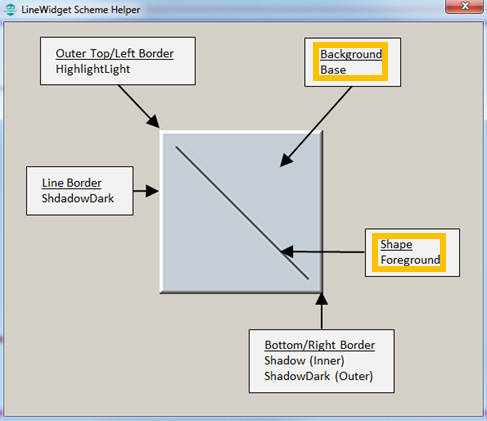 LineWidget Scheme Helper
Outer Top/Left Border
HighlightLight
Background
Base
Line Border
ShdadowDark
Shape
Foreground
Bottom/Right Border
Shadow (Inner)
ShadowDark (Outer)